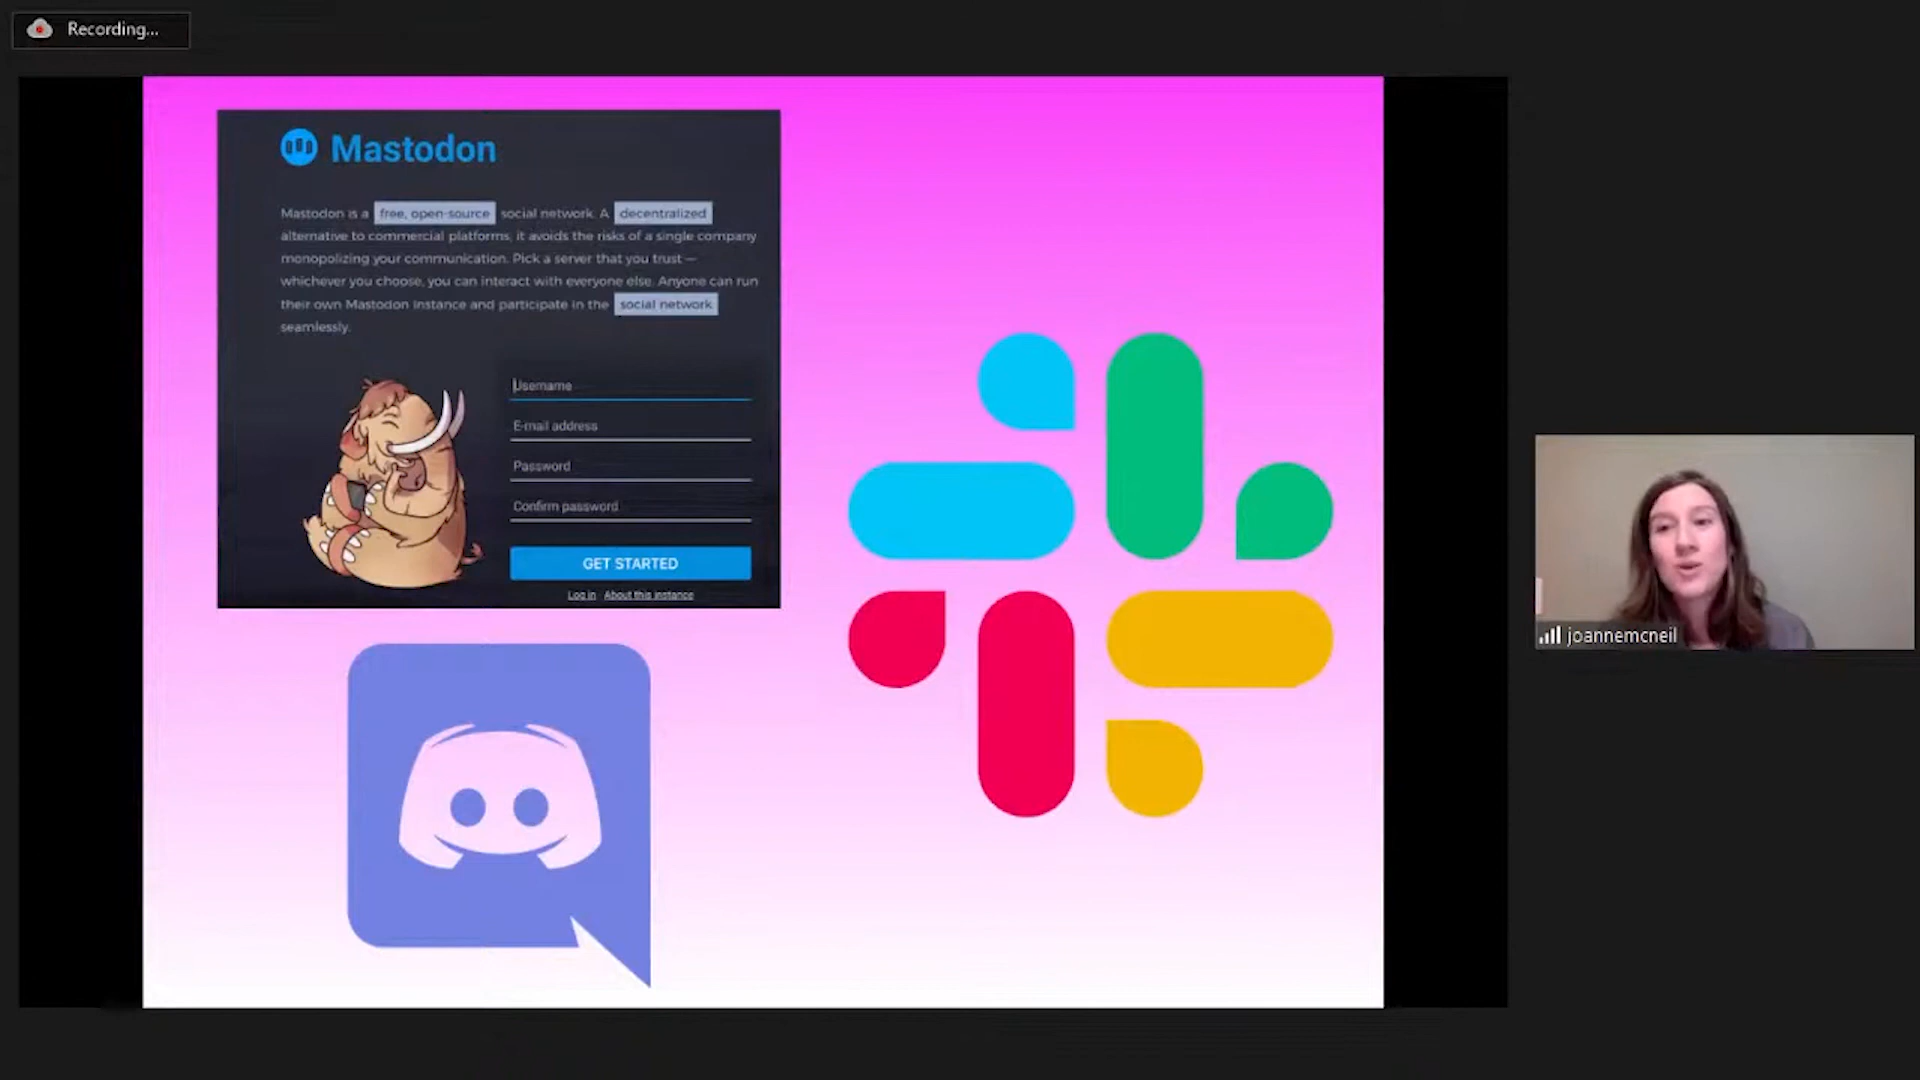 Recording...
Mastodon
Mastodon is a free, open-source social network. A decentralized
alternative to commercial platforms, it avoids the risks of a single company
monopolizing your communication. Pick a server that you trust —
whichever you choose, you can interact with everyone else. Anyone can run
their own Mastodon instance and participate in the social network
seamlessly.
Username
E-mail address
Password
Confirm password
GET STARTED
Log in · About this instance
joannemcneil